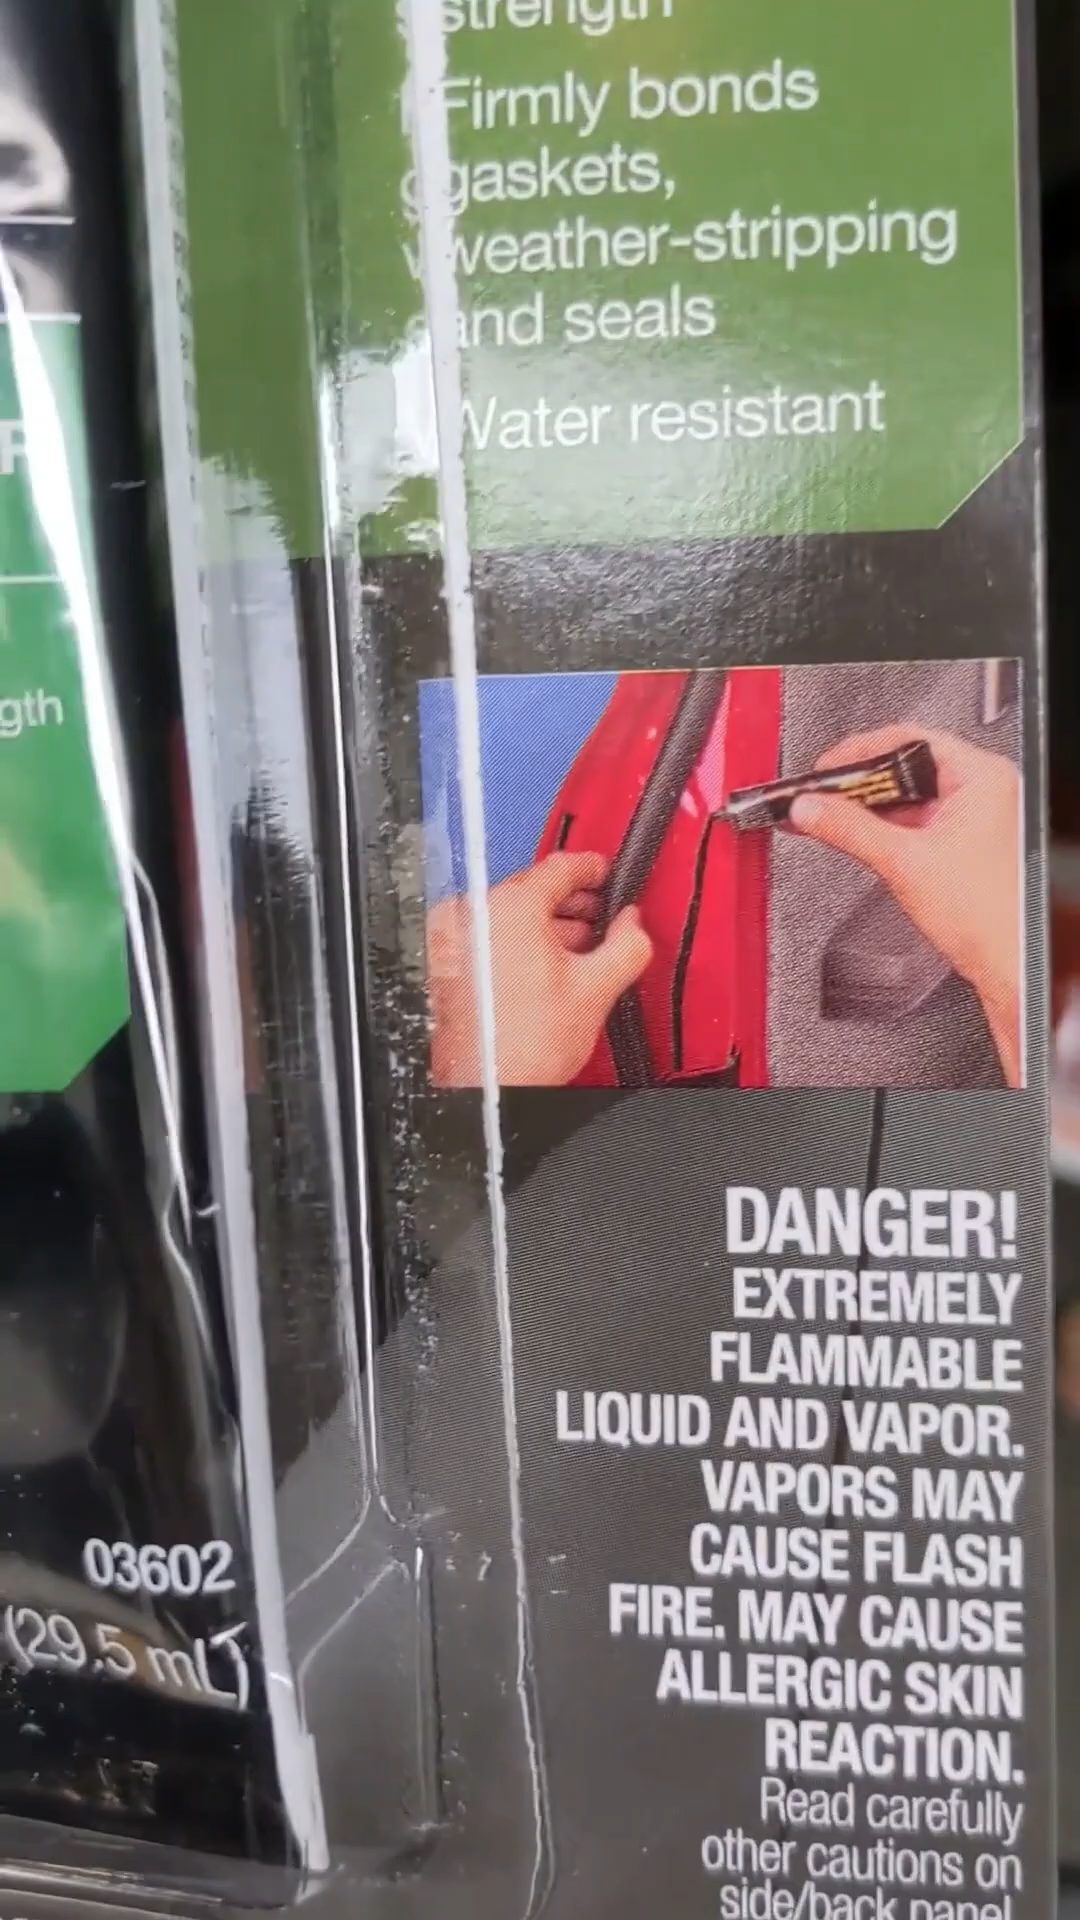 strength
Firmly bonds
gaskets,
weather-stripping
and seals
Water resistant
gth
03602
(29.5 mL)
DANGER!
EXTREMELY
FLAMMABLE
LIQUID AND VAPOR.
VAPORS MAY
CAUSE FLASH
FIRE. MAY CAUSE
ALLERGIC SKIN
REACTION.
Read carefully
other cautions on
side/back panel.